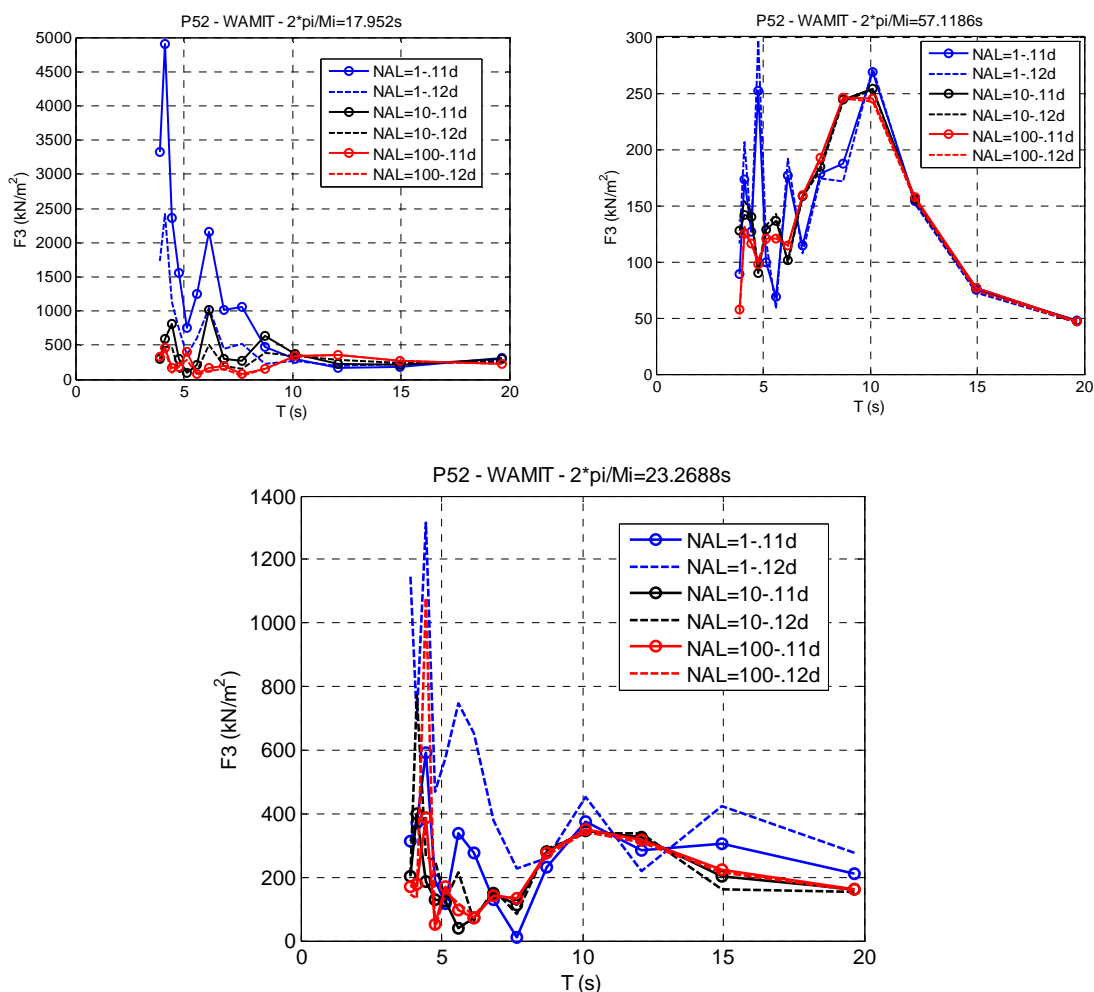 P52 - WAMIT - 2*pi/Mi=17.952s
5000
4500
4000
3500
3000
2500
2000
1500
1000
500
0
F3 (kN/m²)
NAL=1-.11d
NAL=1-.12d
NAL=10-.11d
NAL=10-.12d
NAL=100-.11d
NAL=100-.12d
0 5 10 15 20
T (s)
P52 - WAMIT - 2*pi/Mi=57.1186s
300
250
200
150
100
50
0
F3 (kN/m²)
NAL=1-.11d
NAL=1-.12d
NAL=10-.11d
NAL=10-.12d
NAL=100-.11d
NAL=100-.12d
0 5 10 15 20
T (s)
P52 - WAMIT - 2*pi/Mi=23.2688s
1400
1200
1000
800
600
400
200
0
F3 (kN/m²)
NAL=1-.11d
NAL=1-.12d
NAL=10-.11d
NAL=10-.12d
NAL=100-.11d
NAL=100-.12d
0 5 10 15 20
T (s)